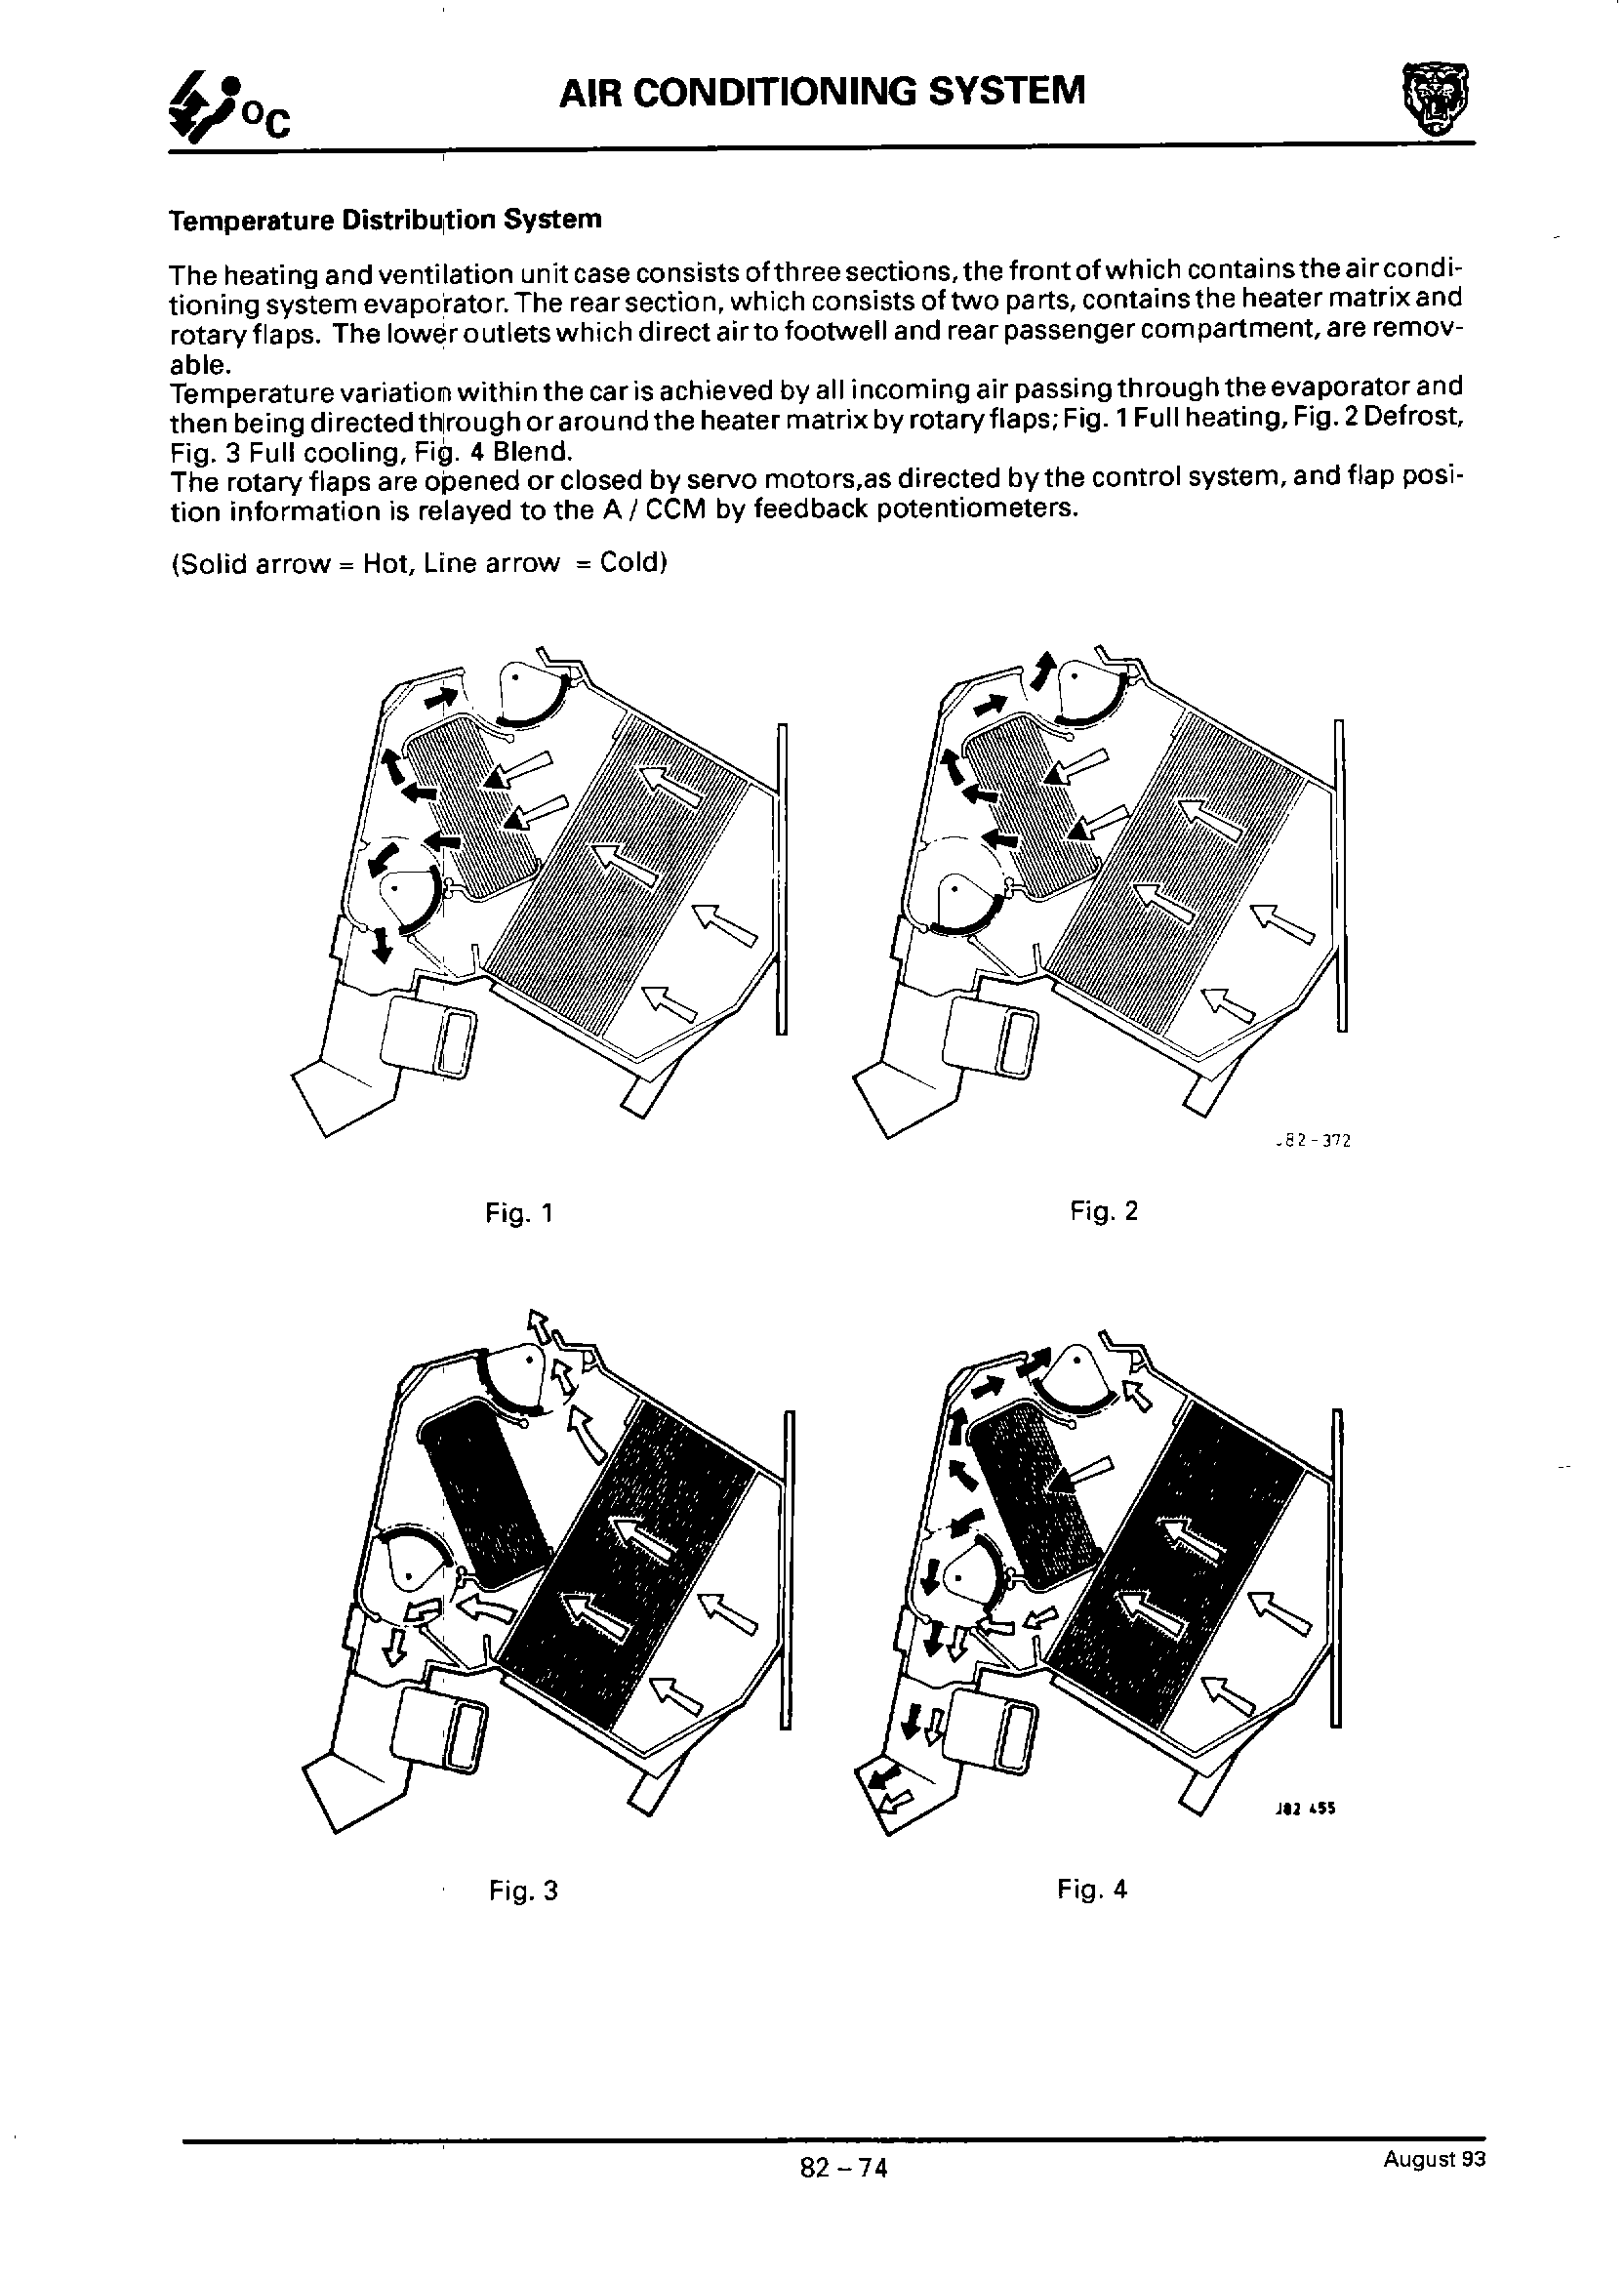 °C
AIR CONDITIONING SYSTEM
Temperature Distribution System
The heating and ventilation unit case consists of three sections, the front of which contains the air condi-
tioning system evaporator. The rear section, which consists of two parts, contains the heater matrix and
rotary flaps. The lower outlets which direct air to footwell and rear passenger compartment, are remov-
able.
Temperature variation within the car is achieved by all incoming air passing through the evaporator and
then being directed through or around the heater matrix by rotary flaps; Fig. 1 Full heating, Fig. 2 Defrost,
Fig. 3 Full cooling, Fig. 4 Blend.
The rotary flaps are opened or closed by servo motors,as directed by the control system, and flap posi-
tion information is relayed to the A / CCM by feedback potentiometers.
(Solid arrow = Hot, Line arrow = Cold)
J82-372
Fig. 1
Fig. 2
J82 455
Fig. 3
Fig. 4
82 – 74
August 93